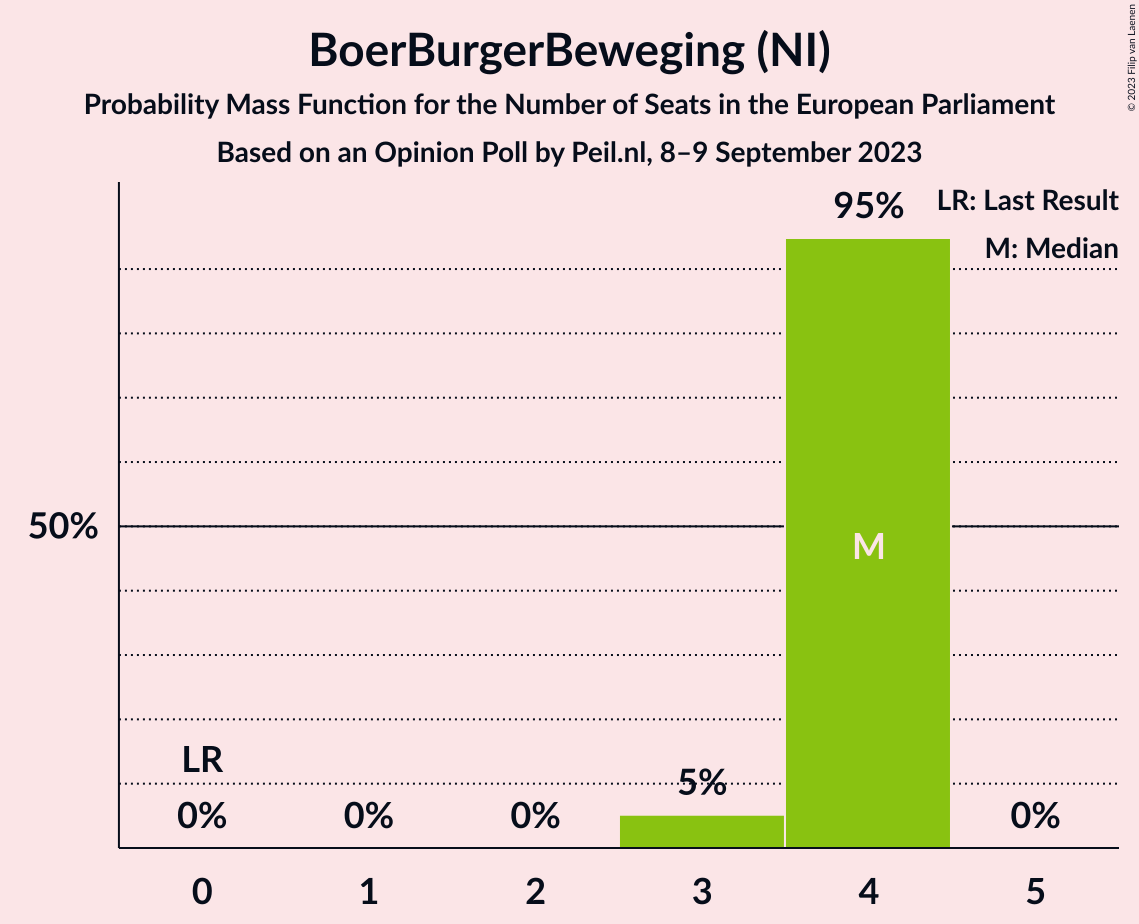 BoerBurgerBeweging (NI)
Probability Mass Function for the Number of Seats in the European Parliament
Based on an Opinion Poll by Peil.nl, 8–9 September 2023
© 2023 Filip van Laenen
95%
LR: Last Result
M: Median
50%
M
LR
5%
0%
0%
0%
0%
0
1
2
3
4
5